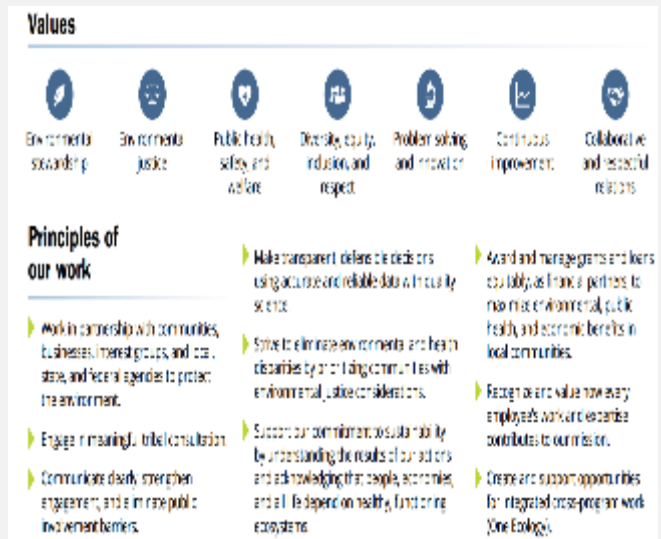 Values
Environmental
stewardship
Environmental
justice
Public health,
safety, and
welfare
Diversity, equity,
inclusion, and
respect
Problem solving
and innovation
Continuous
improvement
Collaborative
and respectful
relations
Principles of
our work
Work in partnership with communities,
businesses, interest groups, and local,
state, and federal agencies to protect
the environment.
Engage in meaningful tribal consultation.
Communicate clearly, strengthen
engagement, and eliminate public
involvement barriers.
Make transparent, defensible decisions
using accurate and reliable data with quality
science.
Strive to eliminate environmental and health
disparities by prioritizing communities with
environmental justice considerations.
Support our commitment to sustainability
by understanding the results of our actions
and acknowledging that people, economies,
and all life depend on healthy, functioning
ecosystems.
Award and manage grants and loans
equitably, as financial partners, to
maximize environmental, public
health, and economic benefits in
local communities.
Recognize and value how every
employee's work and expertise
contributes to our mission.
Create and support opportunities
for integrated cross-program work
(One Ecology).